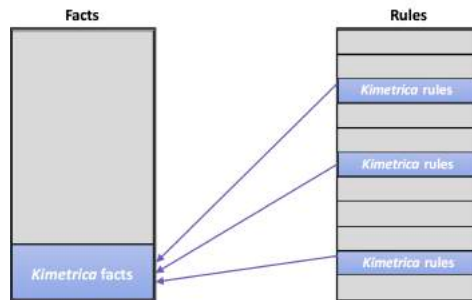 Facts
Rules
Kimetrica rules
Kimetrica rules
Kimetrica rules
Kimetrica facts